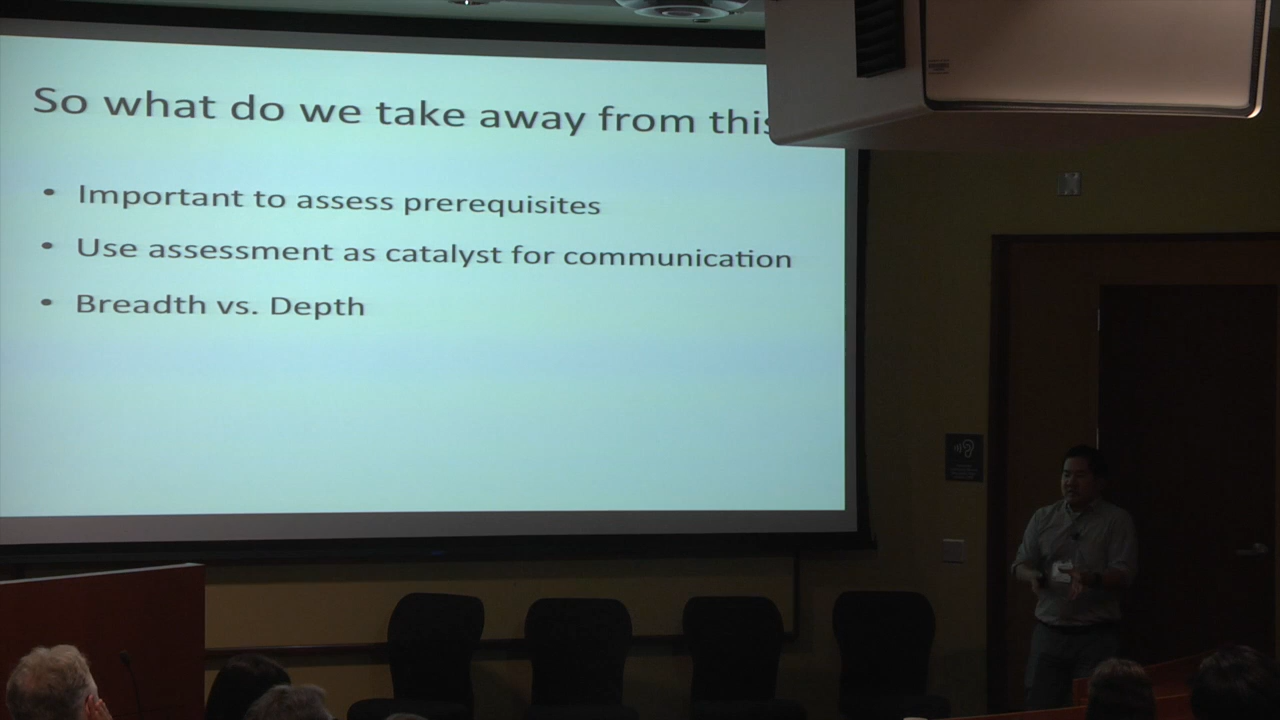 So what do we take away from this
• Important to assess prerequisites
• Use assessment as catalyst for communication
• Breadth vs. Depth